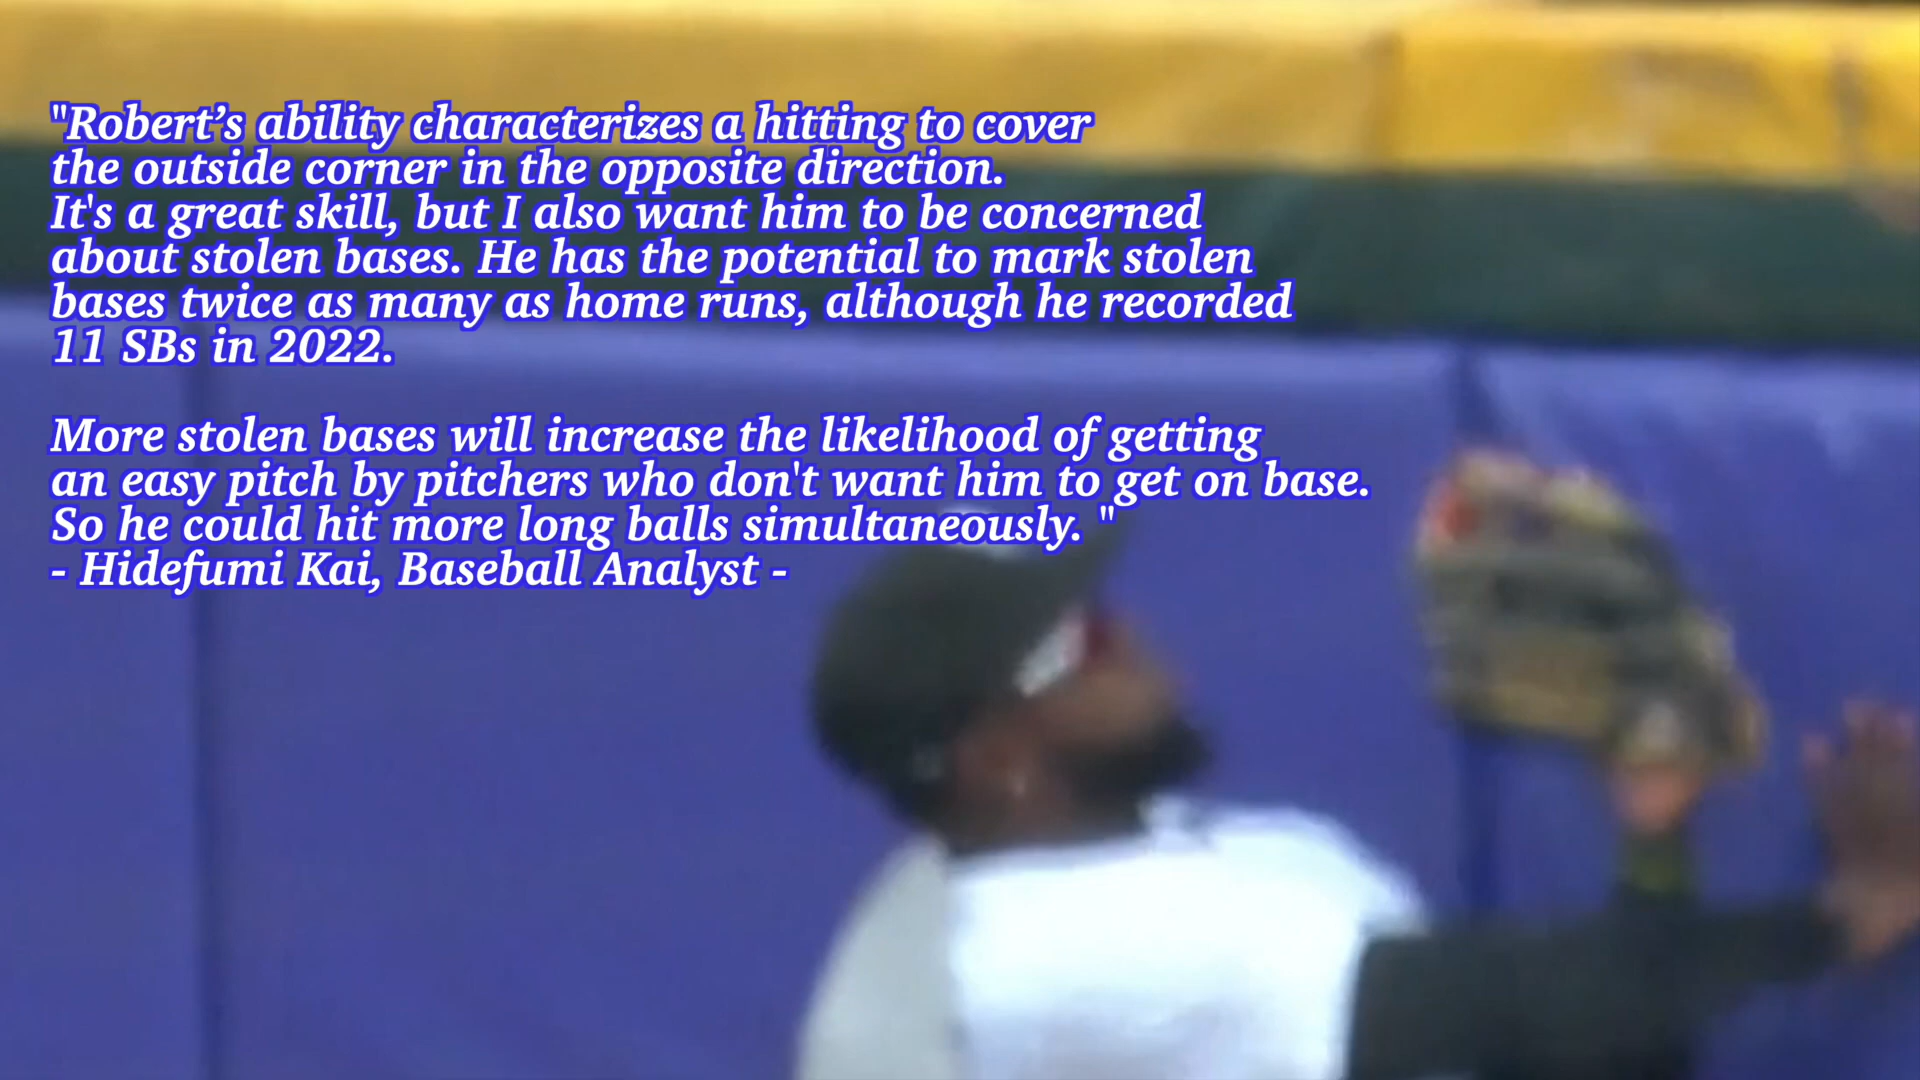 "Robert’s ability characterizes a hitting to cover
the outside corner in the opposite direction.
It's a great skill, but I also want him to be concerned
about stolen bases. He has the potential to mark stolen
bases twice as many as home runs, although he recorded
11 SBs in 2022.
More stolen bases will increase the likelihood of getting
an easy pitch by pitchers who don't want him to get on base.
So he could hit more long balls simultaneously. "
- Hidefumi Kai, Baseball Analyst -